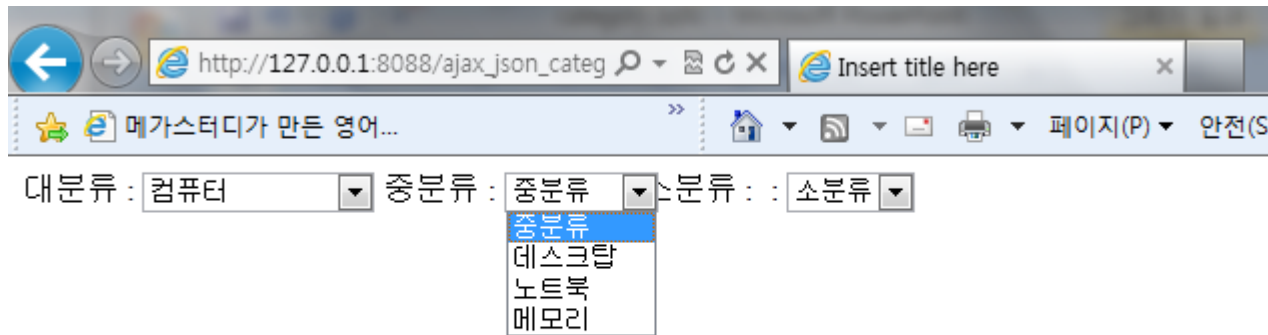 http://127.0.0.1:8088/ajax_json_categ
Insert title here
메가스터디가 만든 영어...
페이지(P)
안전(S
대분류 : 컴퓨터 중분류 : 중분류 소분류 : : 소분류
중분류
데스크탑
노트북
메모리